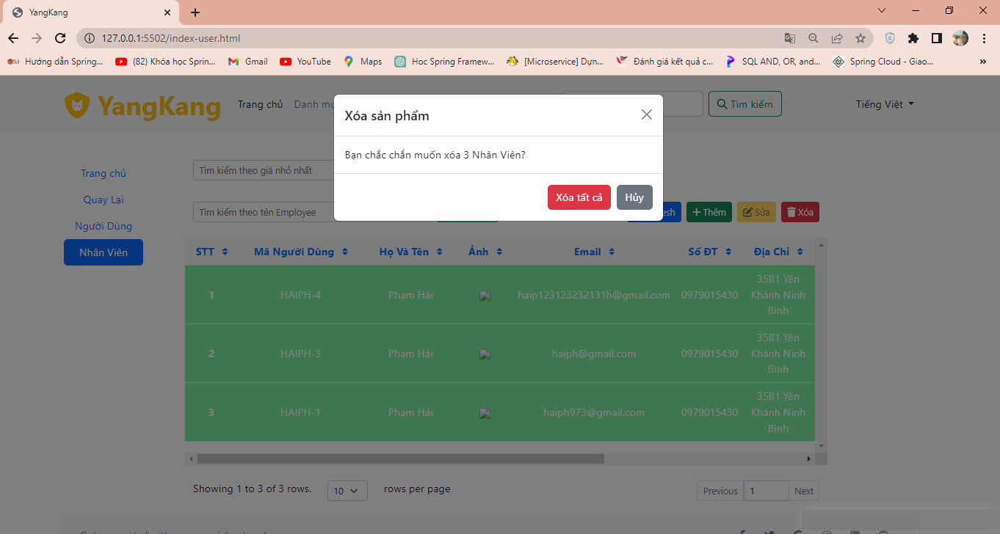 YangKang
127.0.0.1:5502/index-user.html
Hướng dẫn Spring...
(82) Khóa học Sprin...
Gmail
YouTube
Maps
Hoc Spring Framew...
[Microservice] Dựn...
Đánh giá kết quả c...
SQL AND, OR, and...
Spring Cloud - Giao...
»
YangKang
Trang chủ
Danh mụ
Tìm kiếm
Tiếng Việt
Xóa sản phẩm
Bạn chắc chắn muốn xóa 3 Nhân Viên?
Xóa tất cả
Hủy
Trang chủ
Quay Lại
Người Dùng
Nhân Viên
Tìm kiếm theo giá nhỏ nhất
Tìm kiếm theo tên Employee
esh
Thêm
Sửa
Xóa
STT Mã Người Dùng Họ Và Tên Ảnh Email Số ĐT Địa Chỉ
1 HAIPH-4 Phạm Hải haip123123232131h@gmail.com 0979015430 35B1 Yên
Khánh Ninh
Bình
2 HAIPH-3 Phạm Hải haiph@gmail.com 0979015430 35B1 Yên
Khánh Ninh
Bình
3 HAIPH-1 Phạm Hải haiph973@gmail.com 0979015430 35B1 Yên
Khánh Ninh
Bình
Showing 1 to 3 of 3 rows. 10 rows per page
Previous 1 Next